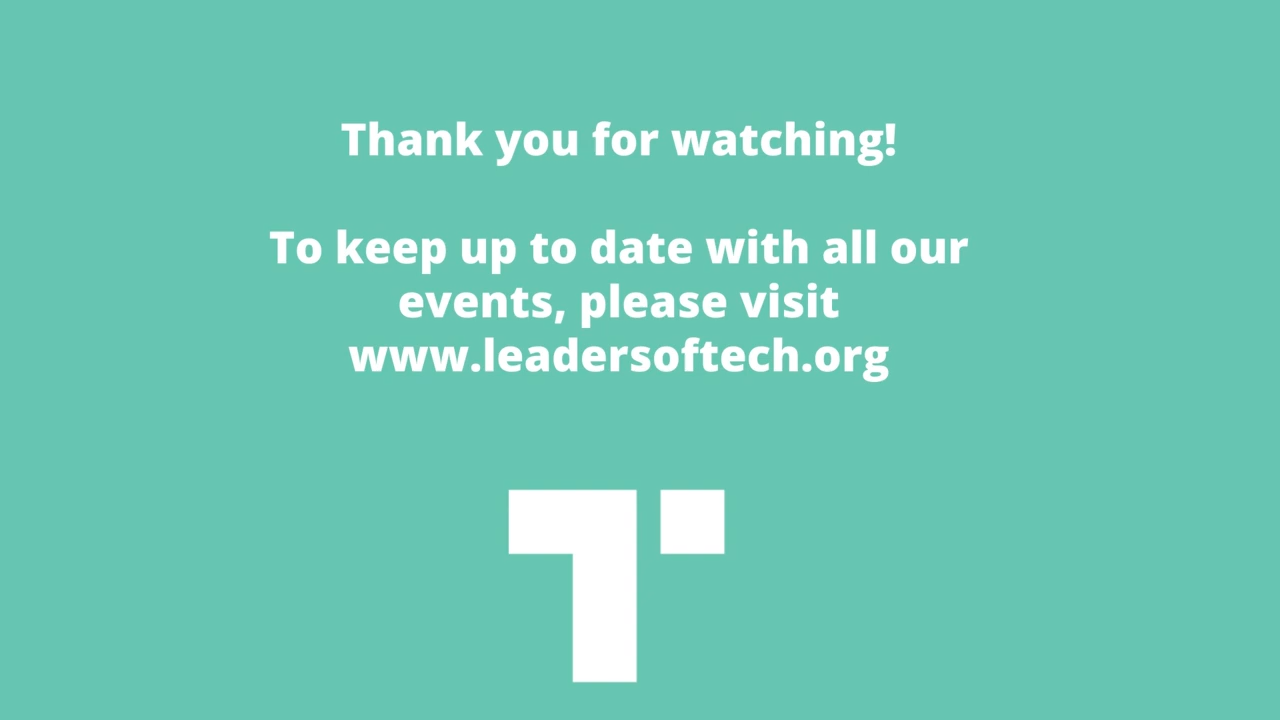 Thank you for watching!
To keep up to date with all our
events, please visit
www.leadersoftech.org